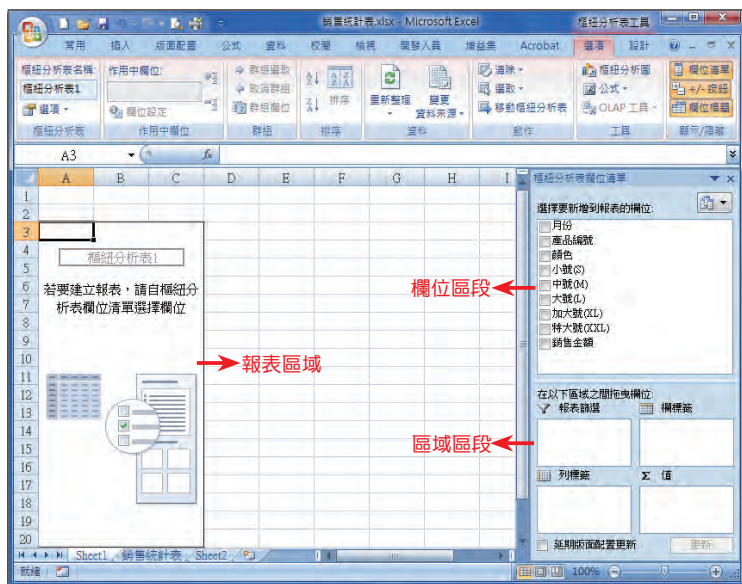 銷售統計表.xlsx - Microsoft Excel
樞紐分析表工具
常用 插入 版面配置 公式 資料 校閱 檢視 開發人員 增益集 Acrobat 選項 設計
樞紐分析表名稱:
樞紐分析表1
選項
樞紐分析表
作用中欄位:
欄位設定
作用中欄位
群組選取
取消群組
群組欄位
群組
排序
排序
重新整理
變更
資料來源
資料
清除
選取
移動樞紐分析表
動作
樞紐分析圖
公式
OLAP 工具
工具
欄位清單
+/- 按鈕
欄位標題
顯示/隱藏
A3
fx
A B C D E F G H I
1
2
3
4
5
6
7
8
9
10
11
12
13
14
15
16
17
18
19
20
樞紐分析表1
若要建立報表，請自樞紐分
析表欄位清單選擇欄位
報表區域
欄位區段
區域區段
樞紐分析表欄位清單
選擇要新增到報表的欄位:
月份
產品編號
顏色
小號(S)
中號(M)
大號(L)
加大號(XL)
特大號(XXL)
銷售金額
在以下區域之間拖曳欄位:
報表篩選 欄標籤
列標籤 Σ 值
延期版面配置更新 更新
Sheet1 銷售統計表 Sheet2
就緒
100%